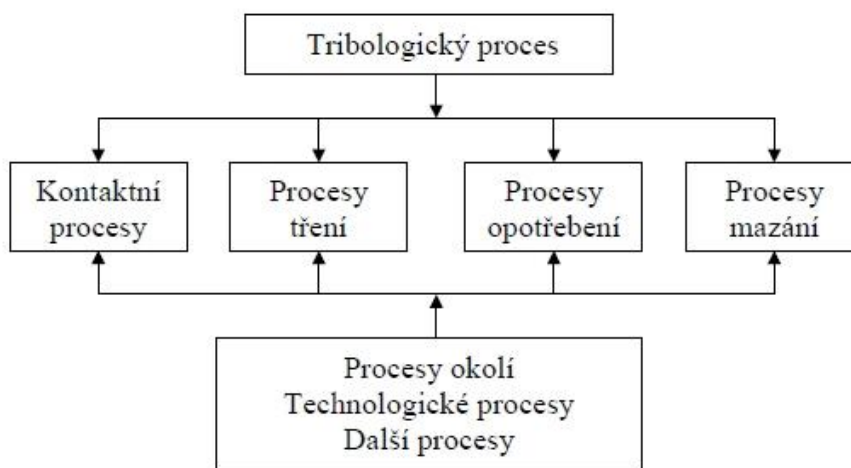 Tribologický proces
Kontaktní
procesy
Procesy
tření
Procesy
opotřebení
Procesy
mazání
Procesy okolí
Technologické procesy
Další procesy